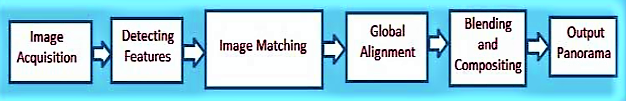 Image
Acquisition
Detecting
Features
Image Matching
Global
Alignment
Blending
and
Compositing
Output
Panorama